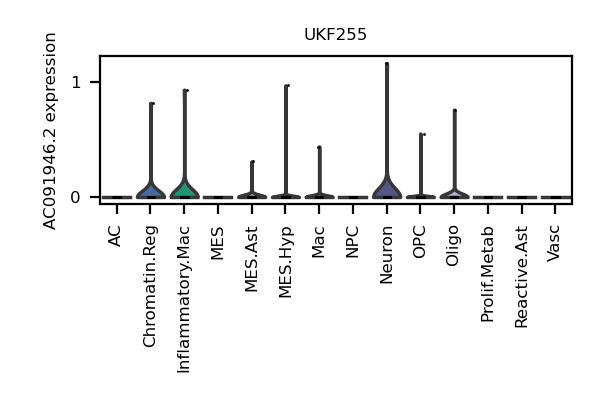 UKF255
AC091946.2 expression
1
0
AC
Chromatin.Reg
Inflammatory.Mac
MES
MES.Ast
MES.Hyp
Mac
NPC
Neuron
OPC
Oligo
Prolif.Metab
Reactive.Ast
Vasc